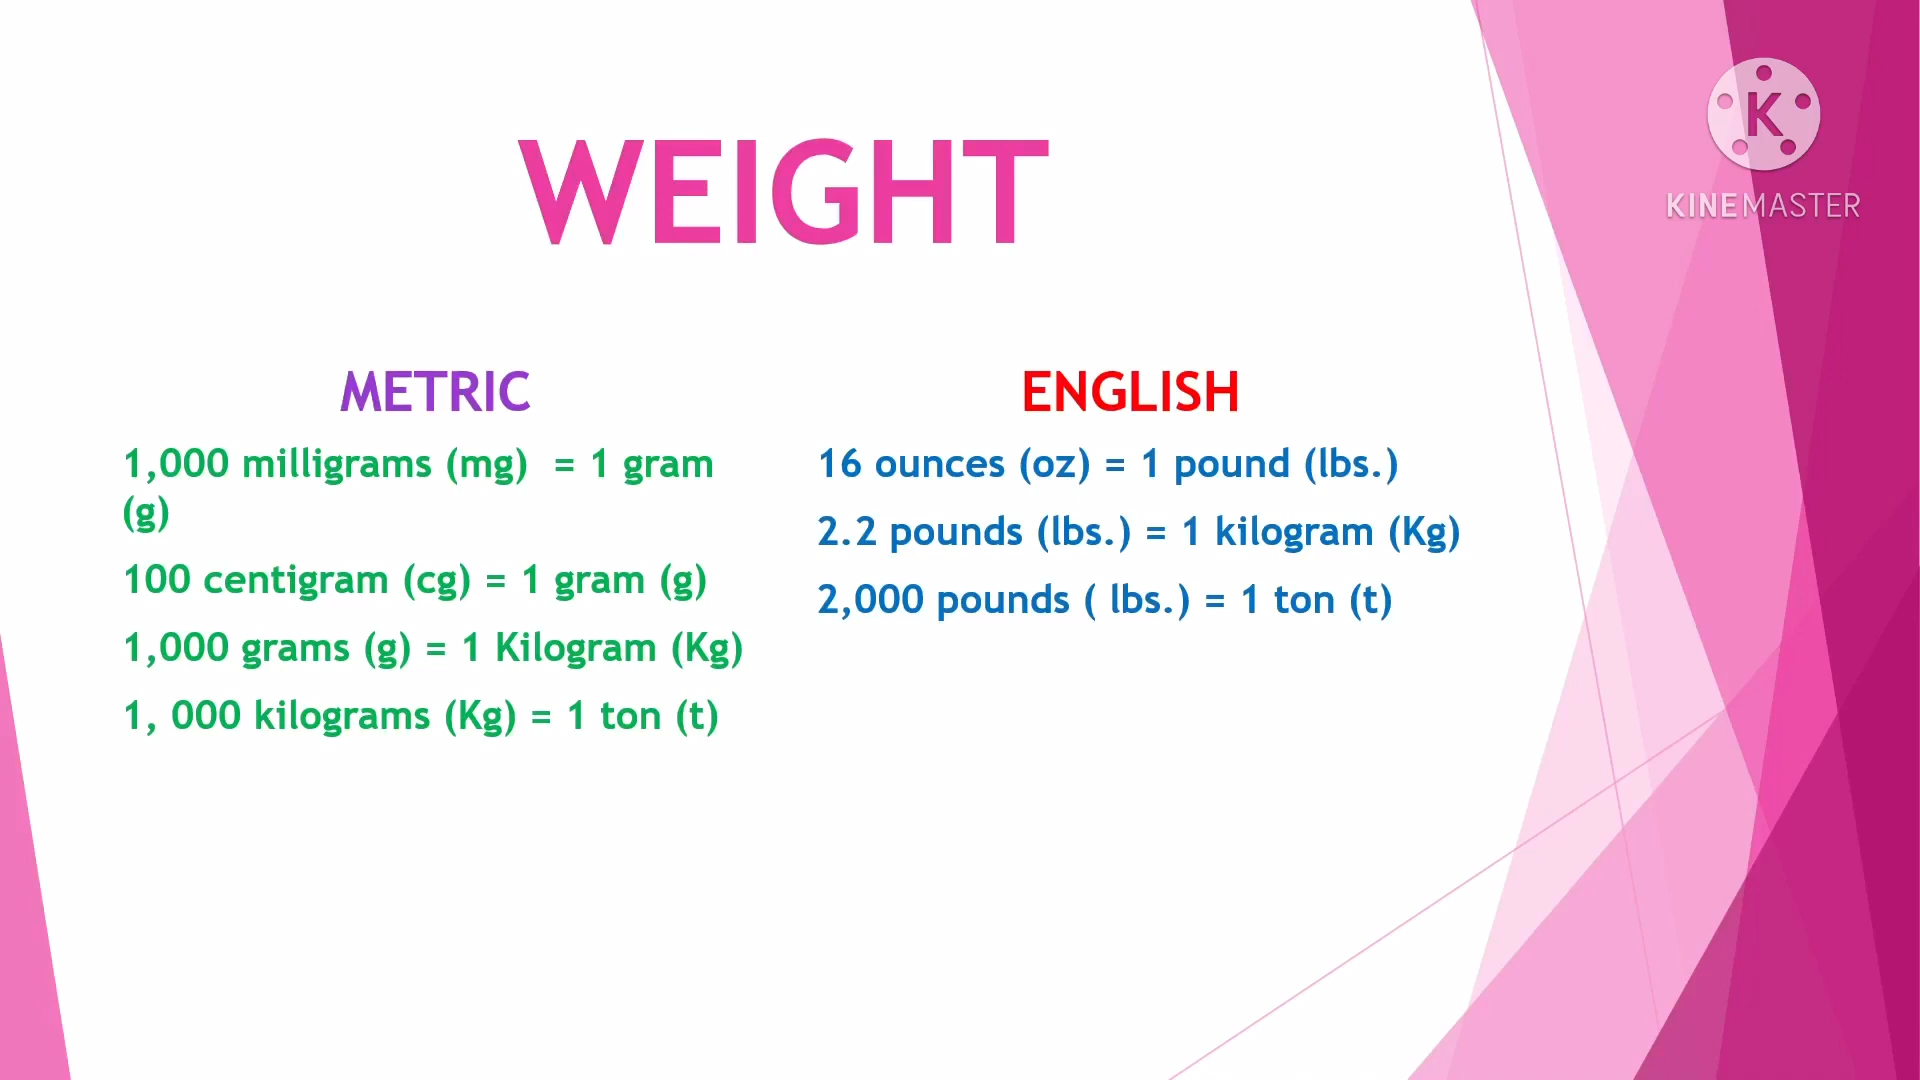 WEIGHT
METRIC
1,000 milligrams (mg)  = 1 gram
(g)
100 centigram (cg) = 1 gram (g)
1,000 grams (g) = 1 Kilogram (Kg)
1, 000 kilograms (Kg) = 1 ton (t)
ENGLISH
16 ounces (oz) = 1 pound (lbs.)
2.2 pounds (lbs.) = 1 kilogram (Kg)
2,000 pounds ( lbs.) = 1 ton (t)
K
KINEMASTER